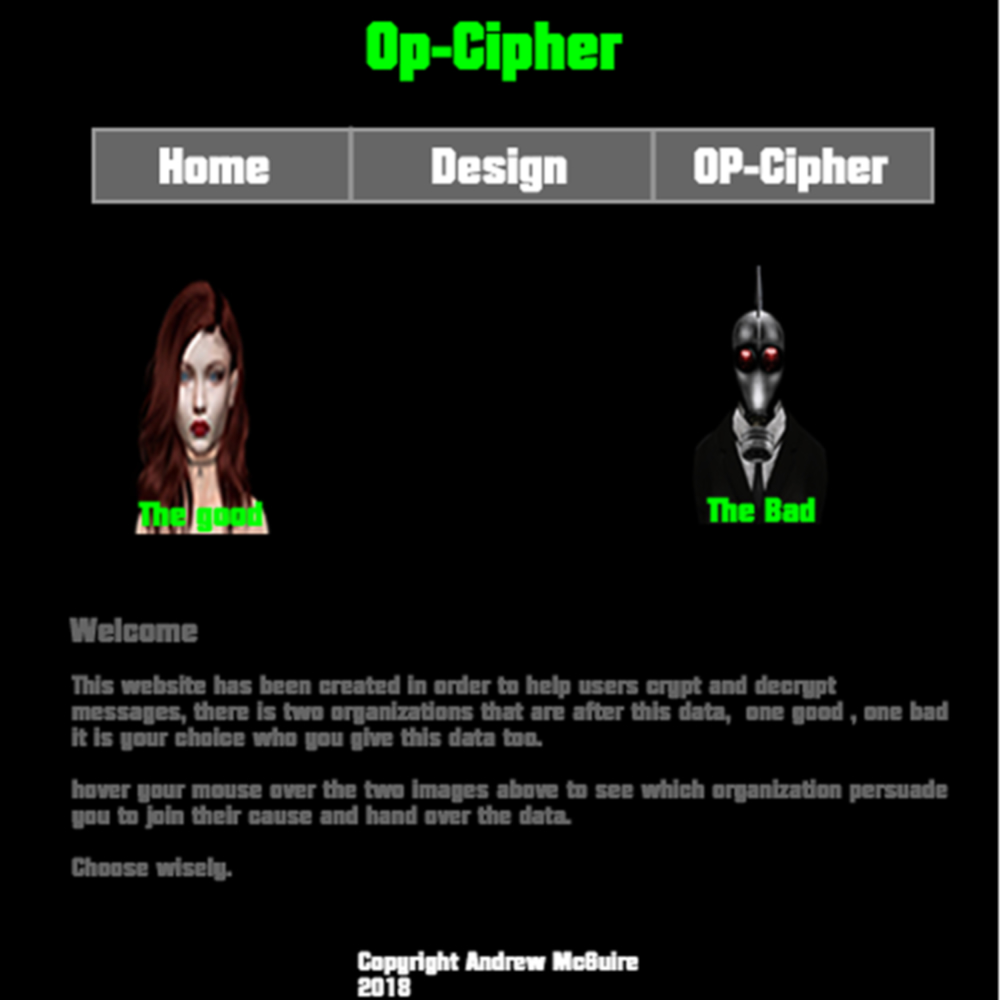 Op-Cipher
Home Design OP-Cipher
The good The Bad
Welcome
This website has been created in order to help users crypt and decrypt
messages, there is two organizations that are after this data, one good , one bad
it is your choice who you give this data too.
hover your mouse over the two images above to see which organization persuade
you to join their cause and hand over the data.
Choose wisely.
Copyright Andrew McGuire
2018